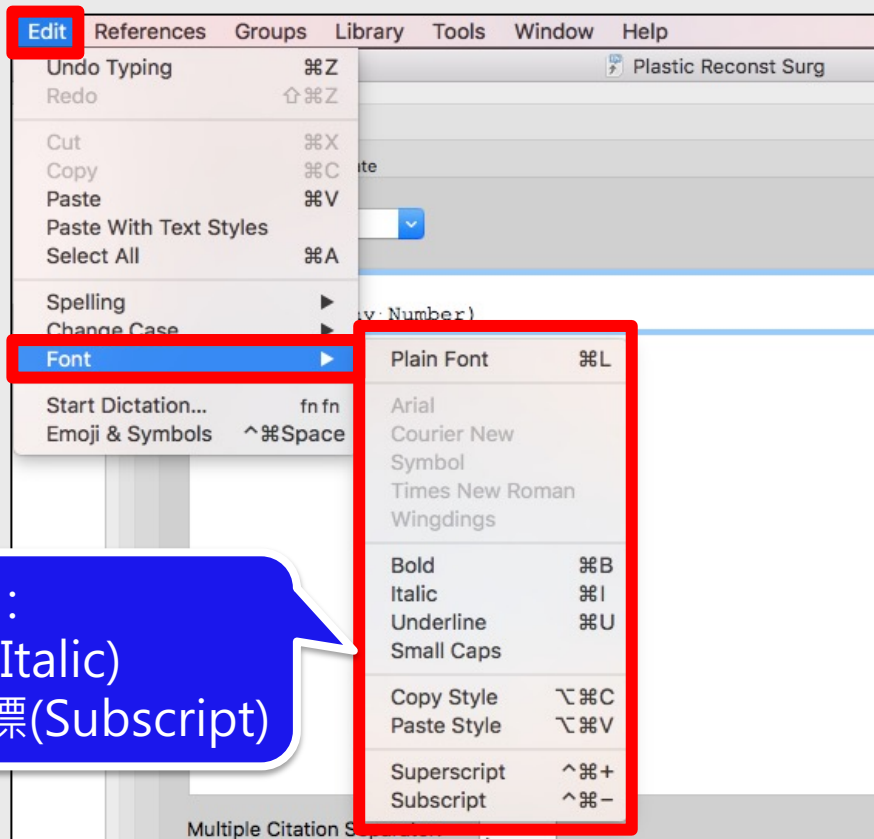 Edit References Groups Library Tools Window Help
Plastic Reconst Surg
Undo Typing ⌘Z
Redo ⇧⌘Z
Cut ⌘X
Copy ⌘C
Paste ⌘V
Paste With Text Styles
Select All ⌘A
Spelling ▶
Change Case ▶
Font ▶
Start Dictation... fn fn
Emoji & Symbols ^⌘Space
Number)
Plain Font ⌘L
Arial
Courier New
Symbol
Times New Roman
Wingdings
Bold ⌘B
Italic ⌘I
Underline ⌘U
Small Caps
Copy Style ⌥⌘C
Paste Style ⌥⌘V
Superscript ^⌘+
Subscript ^⌘−
:
Italic)
標(Subscript)
Multiple Citation